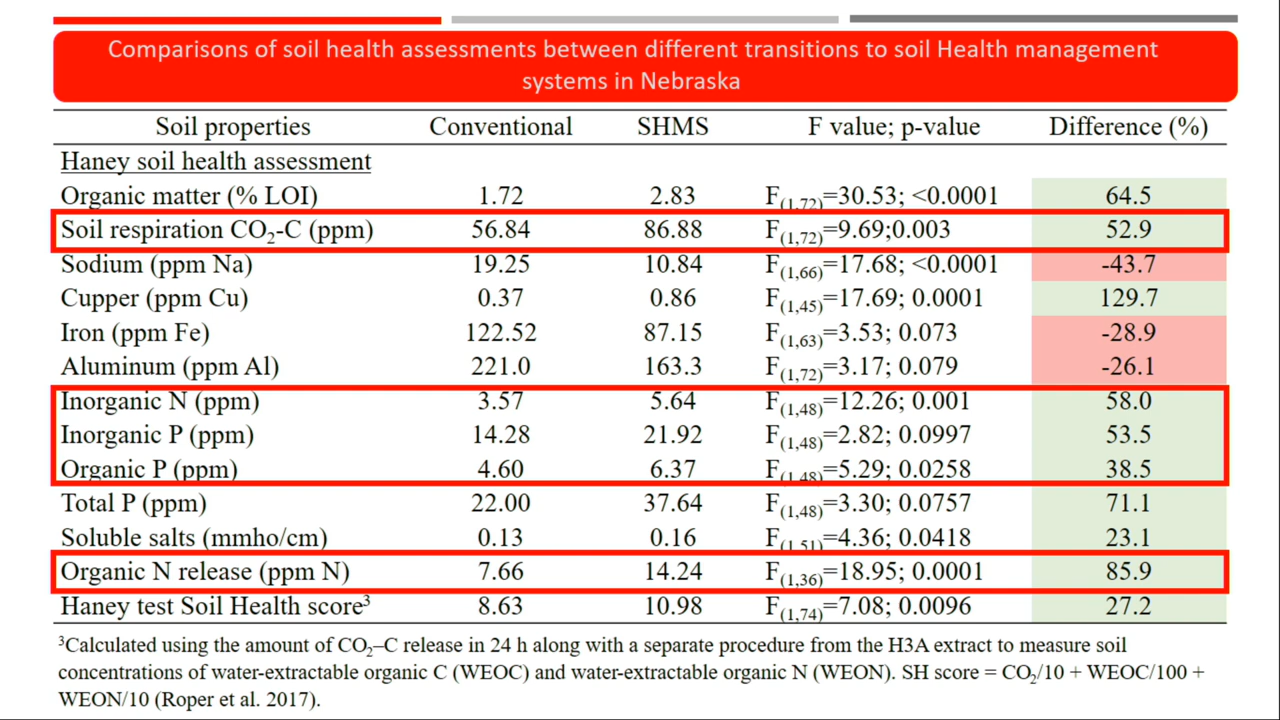 Comparisons of soil health assessments between different transitions to soil Health management
systems in Nebraska
Soil properties Conventional SHMS F value; p-value Difference (%)
Haney soil health assessment
Organic matter (% LOI) 1.72 2.83 F(1,72)=30.53; <0.0001 64.5
Soil respiration CO₂-C (ppm) 56.84 86.88 F(1,72)=9.69;0.003 52.9
Sodium (ppm Na) 19.25 10.84 F(1,66)=17.68; <0.0001 -43.7
Cupper (ppm Cu) 0.37 0.86 F(1,45)=17.69; 0.0001 129.7
Iron (ppm Fe) 122.52 87.15 F(1,63)=3.53; 0.073 -28.9
Aluminum (ppm Al) 221.0 163.3 F(1,72)=3.17; 0.079 -26.1
Inorganic N (ppm) 3.57 5.64 F(1,48)=12.26; 0.001 58.0
Inorganic P (ppm) 14.28 21.92 F(1,48)=2.82; 0.0997 53.5
Organic P (ppm) 4.60 6.37 F(1,48)=5.29; 0.0258 38.5
Total P (ppm) 22.00 37.64 F(1,48)=3.30; 0.0757 71.1
Soluble salts (mmho/cm) 0.13 0.16 F(1,51)=4.36; 0.0418 23.1
Organic N release (ppm N) 7.66 14.24 F(1,36)=18.95; 0.0001 85.9
Haney test Soil Health score³ 8.63 10.98 F(1,74)=7.08; 0.0096 27.2
³Calculated using the amount of CO₂–C release in 24 h along with a separate procedure from the H3A extract to measure soil
concentrations of water-extractable organic C (WEOC) and water-extractable organic N (WEON). SH score = CO₂/10 + WEOC/100 +
WEON/10 (Roper et al. 2017).